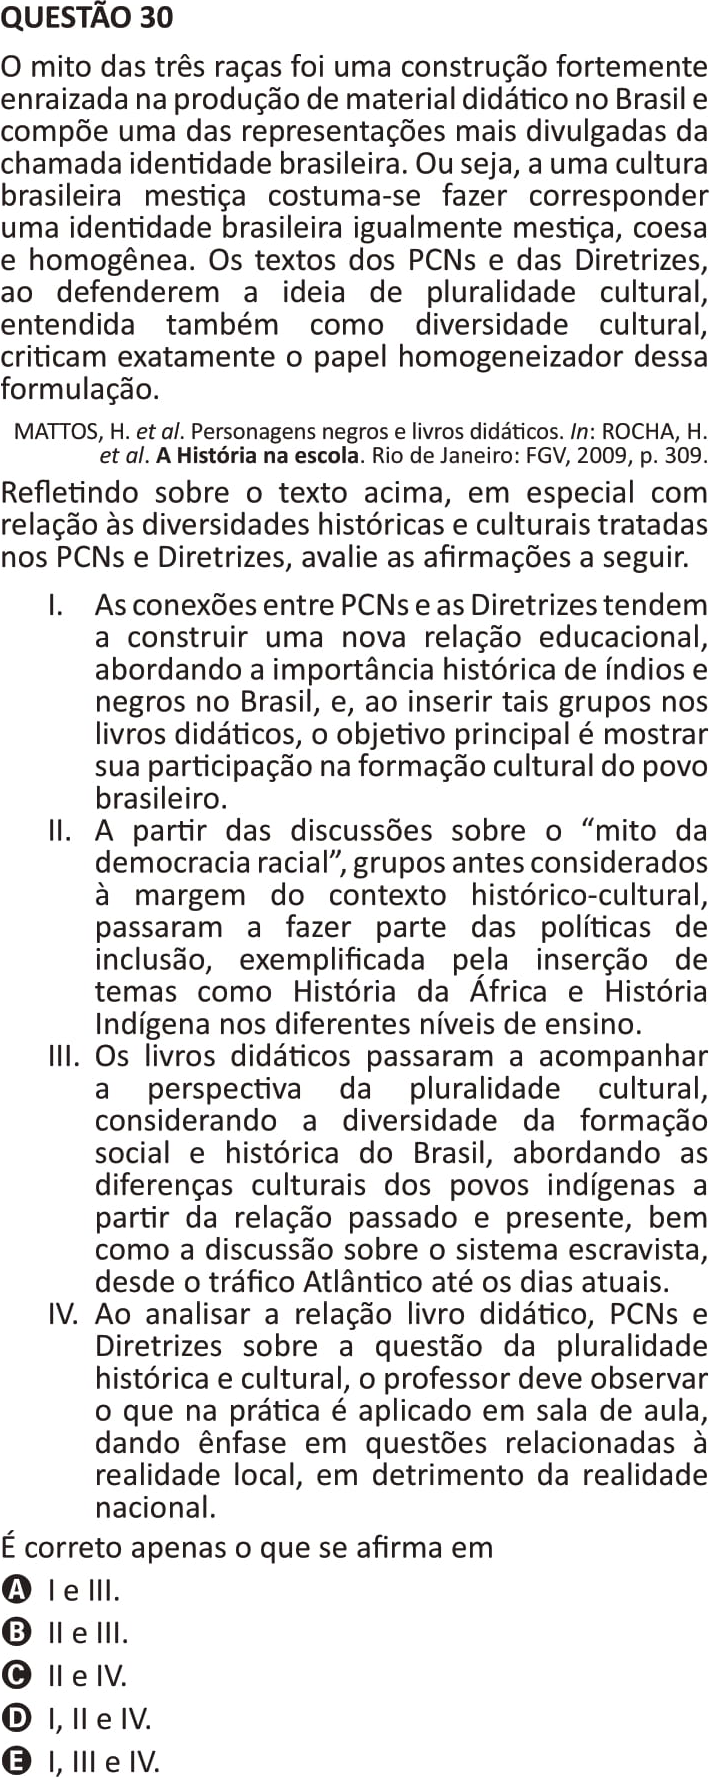 QUESTÃO 30
O mito das três raças foi uma construção fortemente
enraizada na produção de material didático no Brasil e
compõe uma das representações mais divulgadas da
chamada identidade brasileira. Ou seja, a uma cultura
brasileira mestiça costuma-se fazer corresponder
uma identidade brasileira igualmente mestiça, coesa
e homogênea. Os textos dos PCNs e das Diretrizes,
ao defenderem a ideia de pluralidade cultural,
entendida também como diversidade cultural,
criticam exatamente o papel homogeneizador dessa
formulação.
MATTOS, H. et al. Personagens negros e livros didáticos. In: ROCHA, H.
et al. A História na escola. Rio de Janeiro: FGV, 2009, p. 309.
Refletindo sobre o texto acima, em especial com
relação às diversidades históricas e culturais tratadas
nos PCNs e Diretrizes, avalie as afirmações a seguir.
I. As conexões entre PCNs e as Diretrizes tendem
a construir uma nova relação educacional,
abordando a importância histórica de índios e
negros no Brasil, e, ao inserir tais grupos nos
livros didáticos, o objetivo principal é mostrar
sua participação na formação cultural do povo
brasileiro.
II. A partir das discussões sobre o “mito da
democracia racial”, grupos antes considerados
à margem do contexto histórico-cultural,
passaram a fazer parte das políticas de
inclusão, exemplificada pela inserção de
temas como História da África e História
Indígena nos diferentes níveis de ensino.
III. Os livros didáticos passaram a acompanhar
a perspectiva da pluralidade cultural,
considerando a diversidade da formação
social e histórica do Brasil, abordando as
diferenças culturais dos povos indígenas a
partir da relação passado e presente, bem
como a discussão sobre o sistema escravista,
desde o tráfico Atlântico até os dias atuais.
IV. Ao analisar a relação livro didático, PCNs e
Diretrizes sobre a questão da pluralidade
histórica e cultural, o professor deve observar
o que na prática é aplicado em sala de aula,
dando ênfase em questões relacionadas à
realidade local, em detrimento da realidade
nacional.
É correto apenas o que se afirma em
A I e III.
B II e III.
C II e IV.
D I, II e IV.
E I, III e IV.